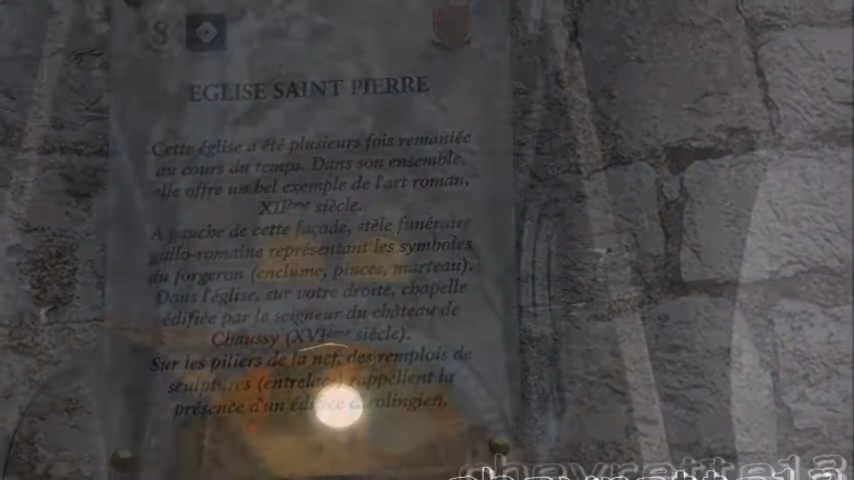 8
EGLISE SAINT PIERRE
Cette église a été plusieurs fois remaniée
au cours du temps. Dans son ensemble,
elle offre un bel exemple de l'art roman,
XIIème siècle.
A gauche de cette façade, stèle funéraire
gallo-romaine représentant les symboles
du forgeron (enclume, pinces, marteau).
Dans l'église, sur votre droite, chapelle
édifiée par le seigneur du château de
Chaussy (XVIème siècle).
Sur les piliers de la nef, des remplois de
sculptures (entrelacs) rappellent la
présence d'un édifice carolingien.